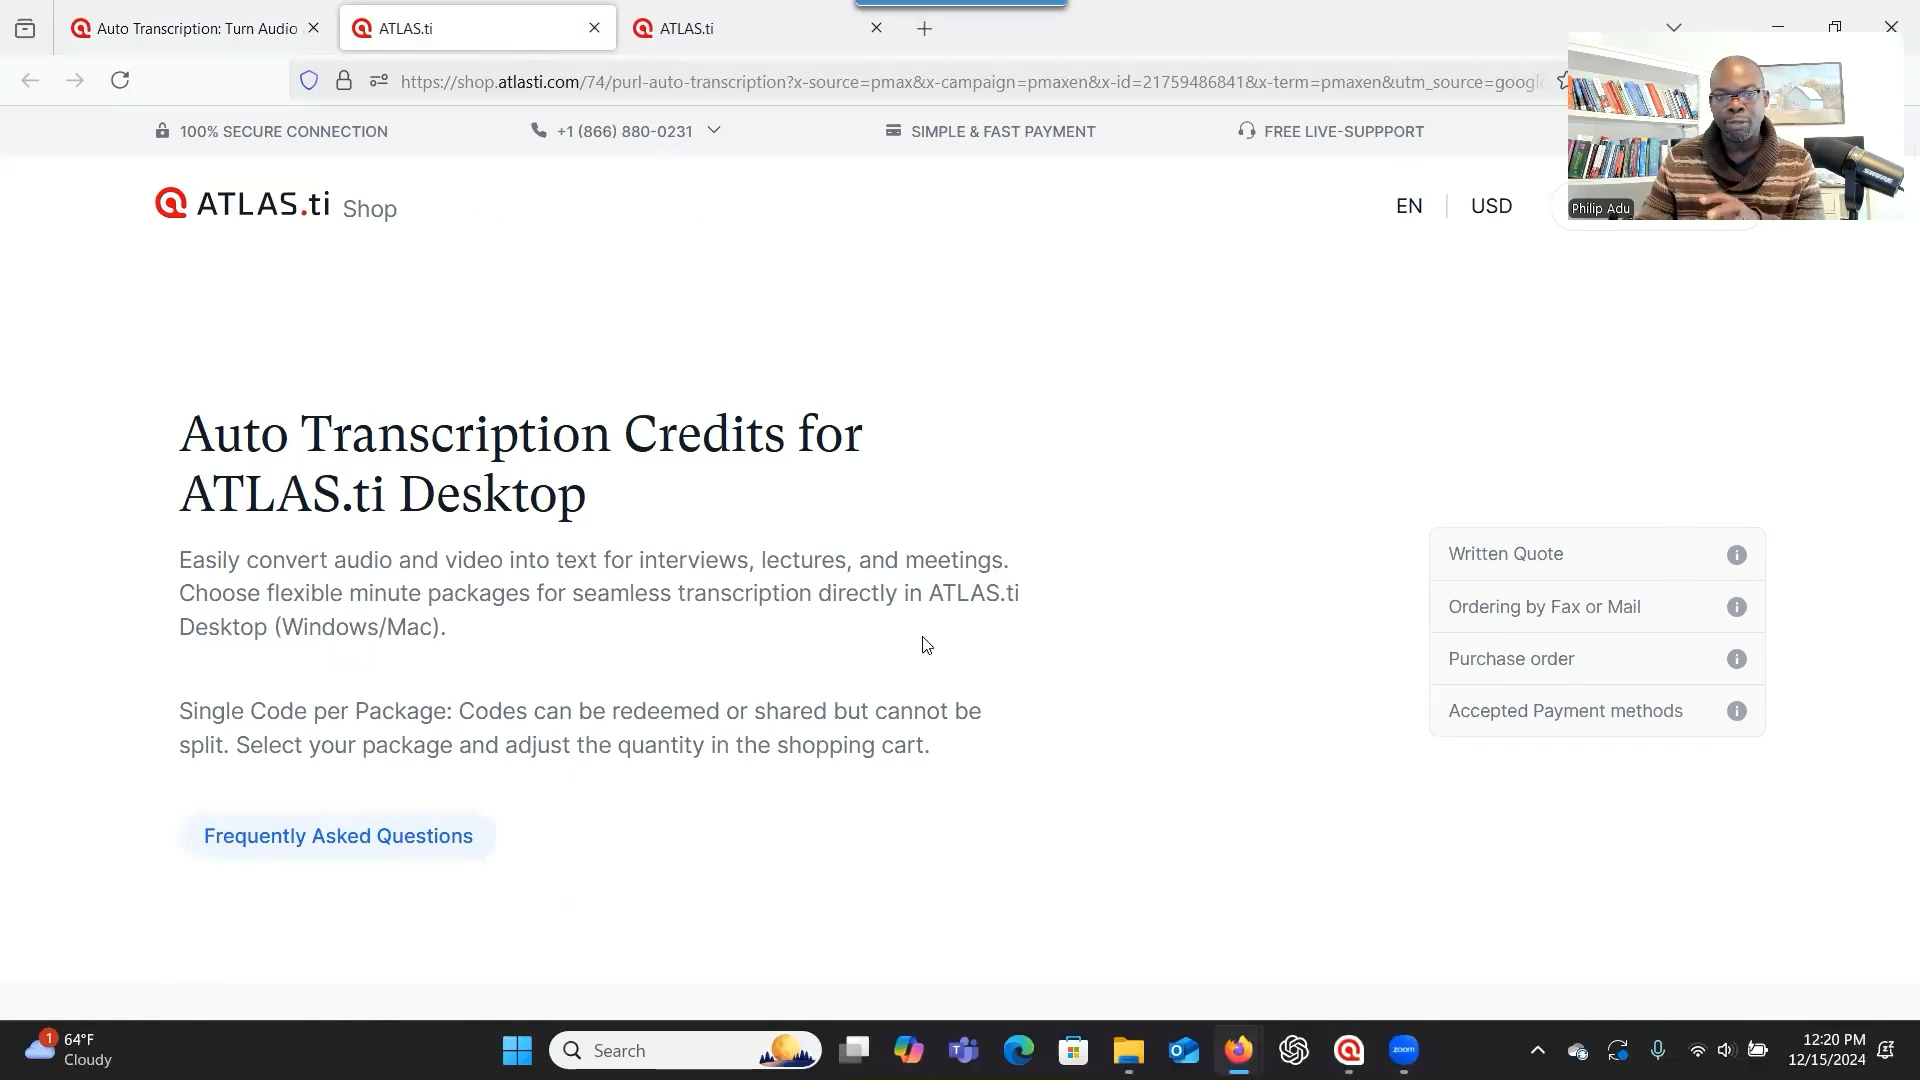 Auto Transcription: Turn Audio
ATLAS.ti
ATLAS.ti
https://shop.atlasti.com/74/purl-auto-transcription?x-source=pmax&x-campaign=pmaxen&x-id=21759486841&x-term=pmaxen&utm_source=googl
100% SECURE CONNECTION
+1 (866) 880-0231
SIMPLE & FAST PAYMENT
FREE LIVE-SUPPPORT
ATLAS.ti Shop
EN
USD
Philip Adu
SHURE
Auto Transcription Credits for
ATLAS.ti Desktop
Easily convert audio and video into text for interviews, lectures, and meetings.
Choose flexible minute packages for seamless transcription directly in ATLAS.ti
Desktop (Windows/Mac).
Single Code per Package: Codes can be redeemed or shared but cannot be
split. Select your package and adjust the quantity in the shopping cart.
Frequently Asked Questions
Written Quote
Ordering by Fax or Mail
Purchase order
Accepted Payment methods
1
64°F
Cloudy
Search
zoom
12:20 PM
12/15/2024